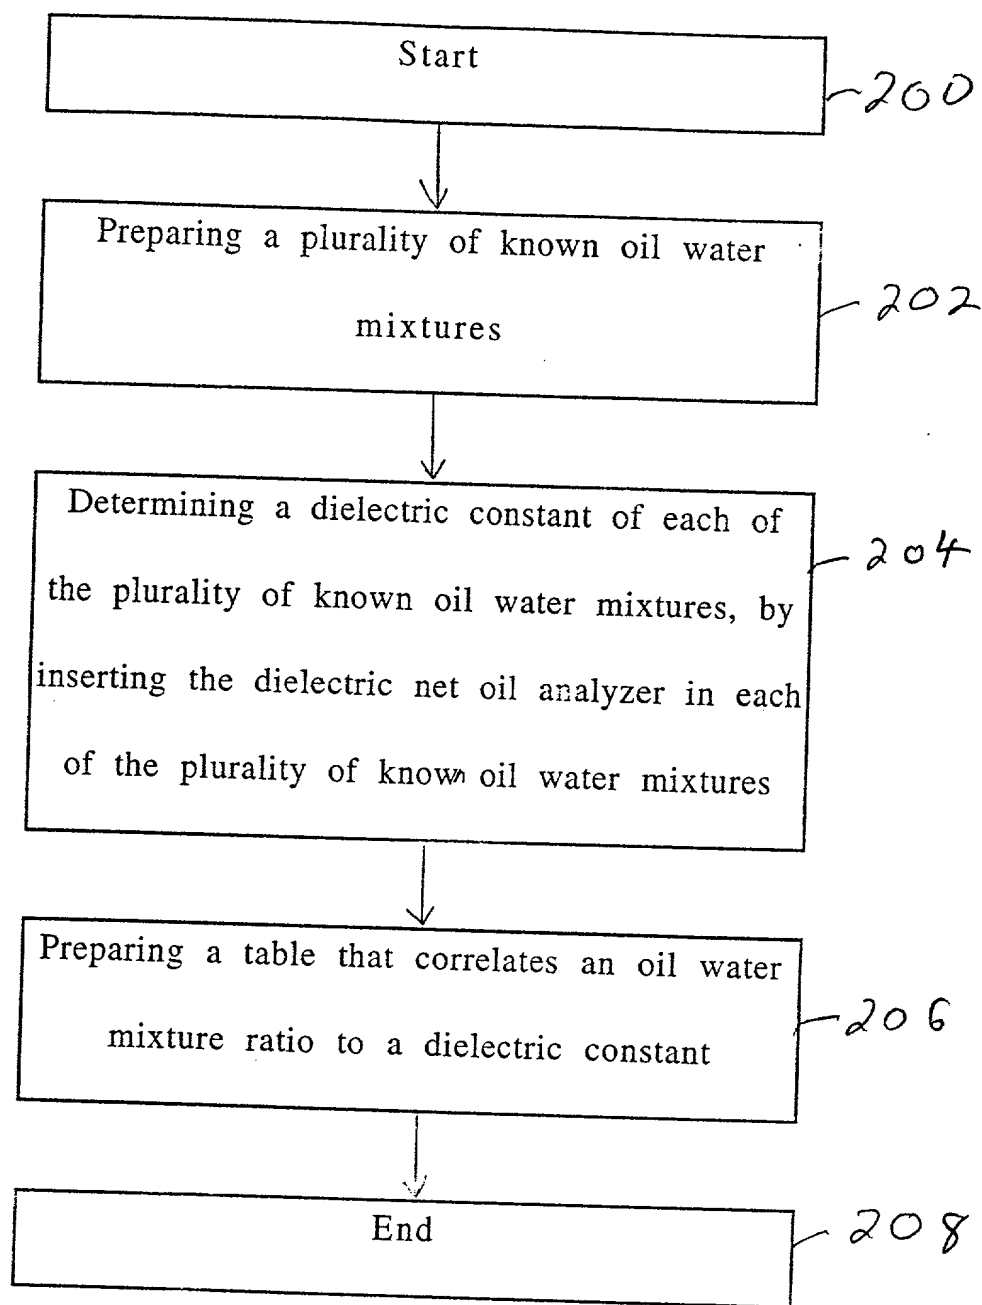 Start
200
Preparing a plurality of known oil water
mixtures
202
Determining a dielectric constant of each of
the plurality of known oil water mixtures, by
inserting the dielectric net oil analyzer in each
of the plurality of known oil water mixtures
204
Preparing a table that correlates an oil water
mixture ratio to a dielectric constant
206
End
208